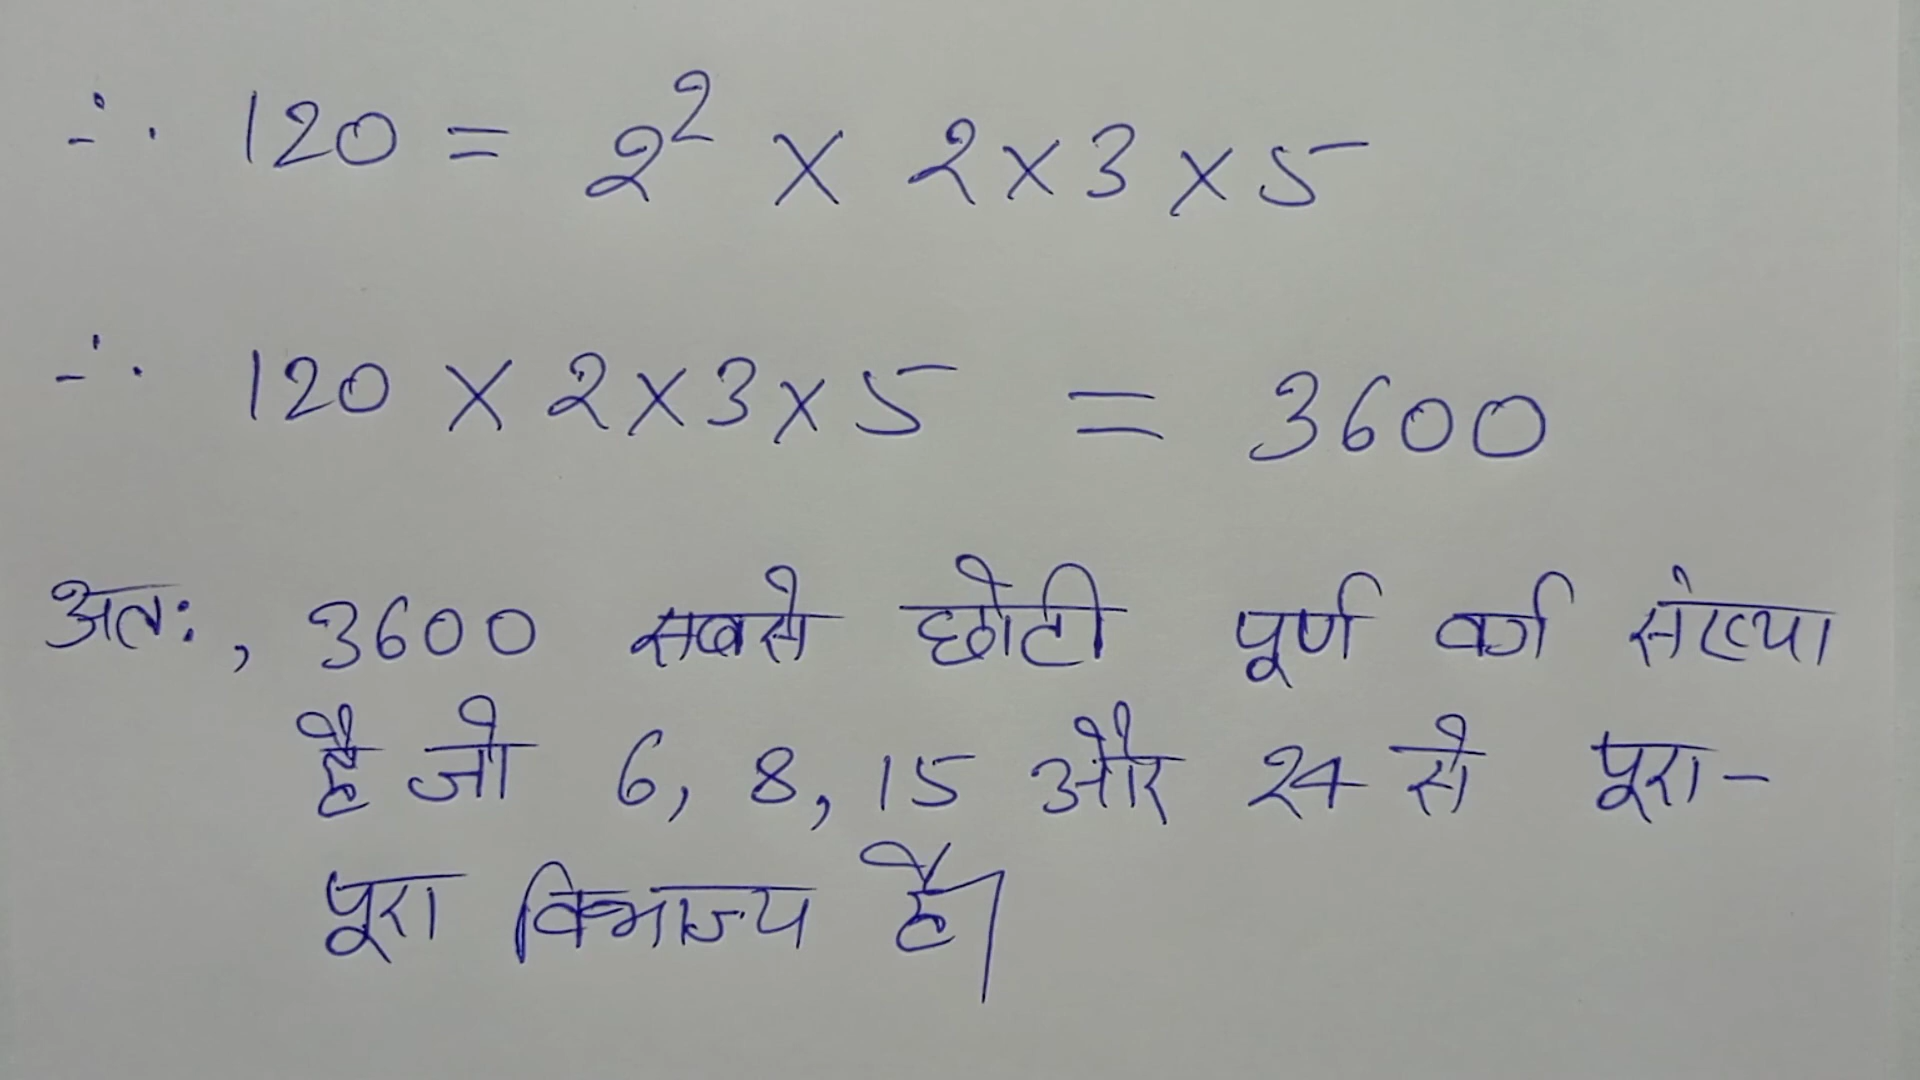 ∴ 120 = 2² × 2 × 3 × 5
∴ 120 × 2 × 3 × 5 = 3600
अतः, 3600 सबसे छोटी पूर्ण वर्ग संख्या
है जो 6, 8, 15 और 24 से पूरा-
पूरा विभाज्य है।